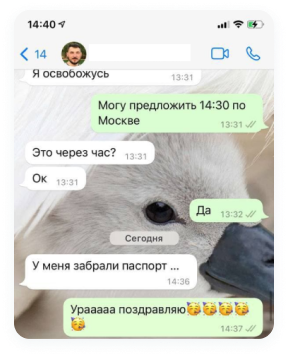 14:40
14
Я освобожусь
13:31
Могу предложить 14:30 по
Москве
13:31
Это через час? 13:31
Ок 13:31
Да 13:32
Сегодня
У меня забрали паспорт ...
14:36
Урааааа поздравляю🥳🥳🥳🥳
🥳
14:37